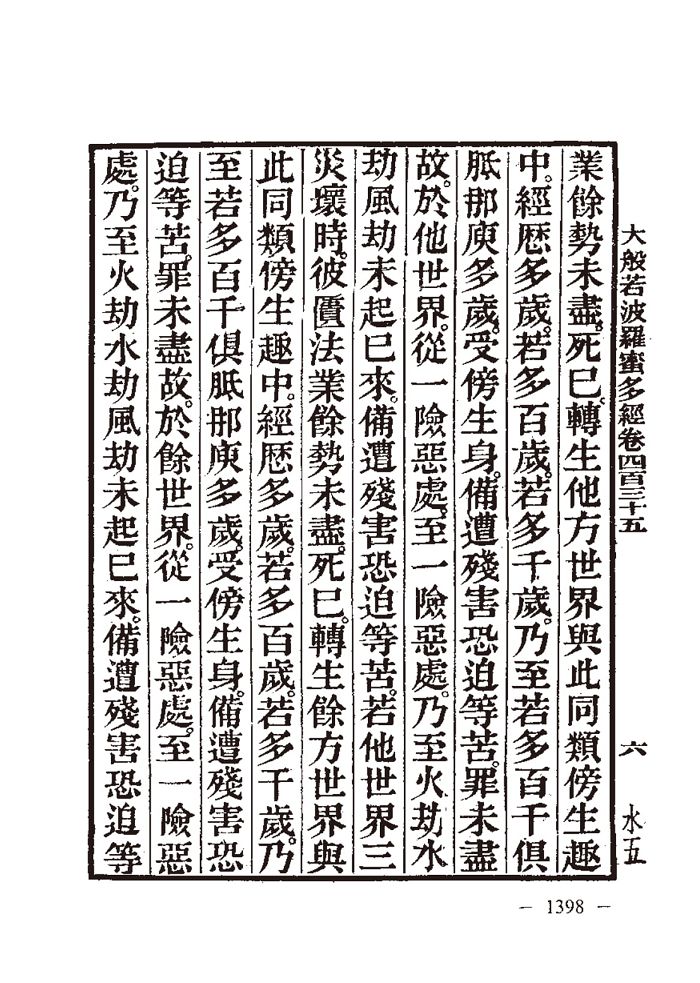 大般若波羅蜜多經卷四百三十五 六 水五
業餘勢未盡。死已。轉生他方世界與此同類傍生趣
中。經歷多歲。若多百歲。若多千歲。乃至若多百千俱
胝那庾多歲。受傍生身。備遭殘害恐迫等苦。罪未盡
故。於他世界。從一險惡處。至一險惡處。乃至火劫水
劫風劫未起已來。備遭殘害恐迫等苦。若他世界三
災壞時。彼匱法業餘勢未盡。死已。轉生餘方世界與
此同類傍生趣中。經歷多歲。若多百歲。若多千歲。乃
至若多百千俱胝那庾多歲。受傍生身。備遭殘害恐
迫等苦。罪未盡故。於餘世界。從一險惡處。至一險惡
處。乃至火劫水劫風劫未起已來。備遭殘害恐迫等
— 1398 —